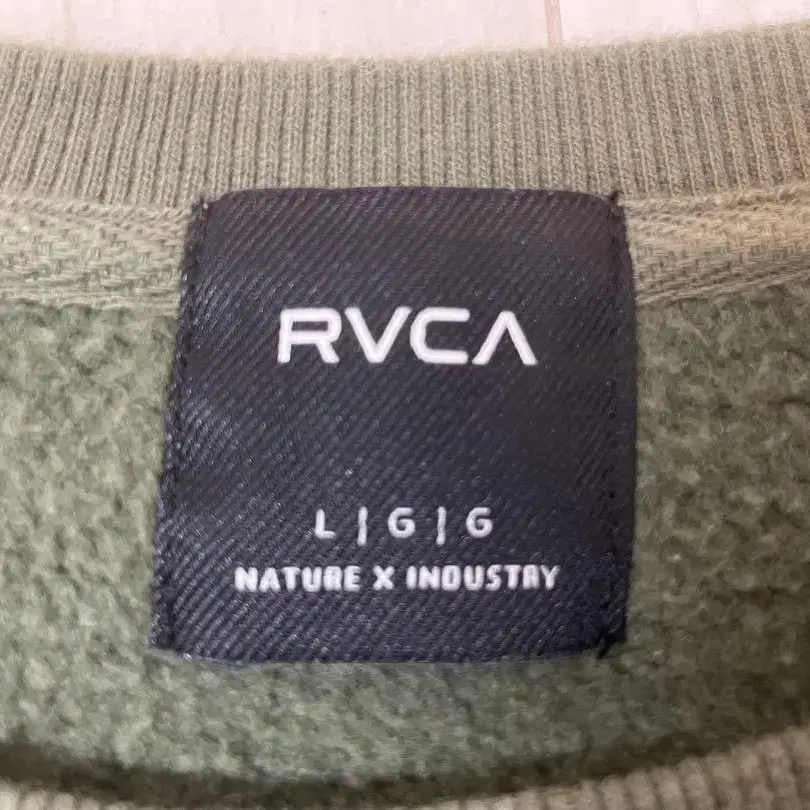 RVCA
L | G | G
NATURE X INDUSTRY